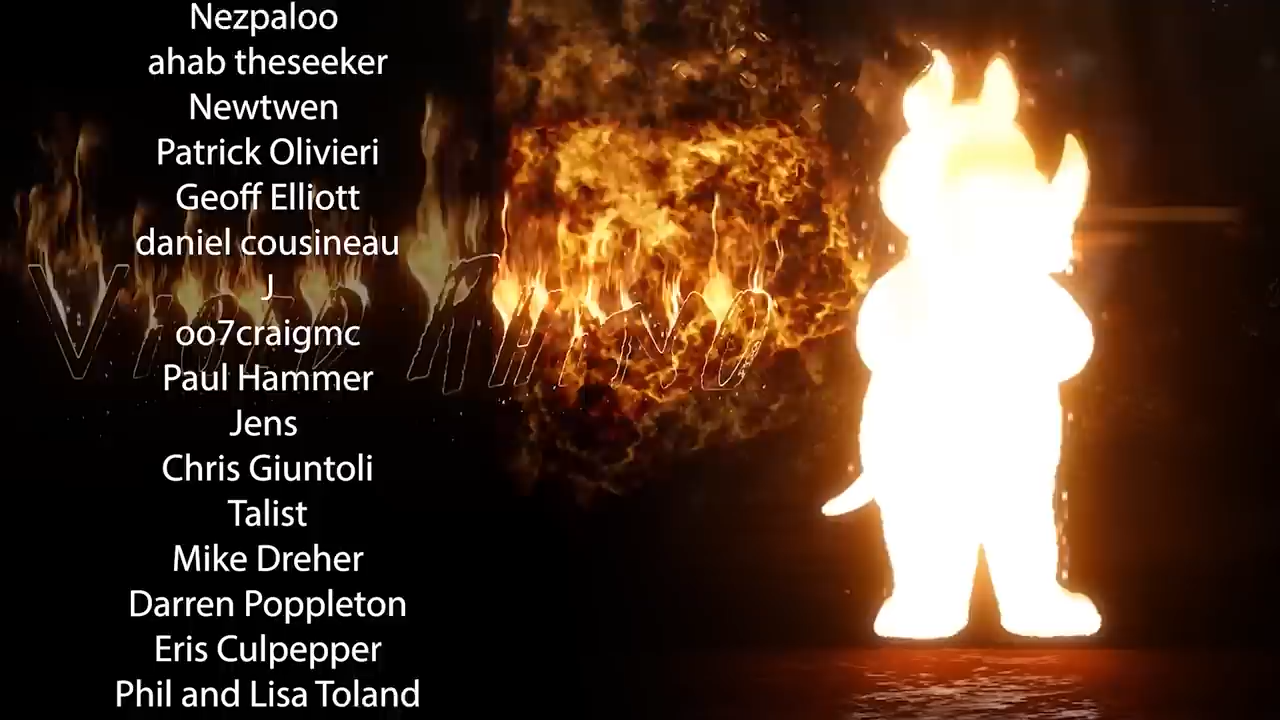 Nezpaloo
ahab theseeker
Newtwen
Patrick Olivieri
Geoff Elliott
daniel cousineau
J
oo7craigmc
Paul Hammer
Jens
Chris Giuntoli
Talist
Mike Dreher
Darren Poppleton
Eris Culpepper
Phil and Lisa Toland